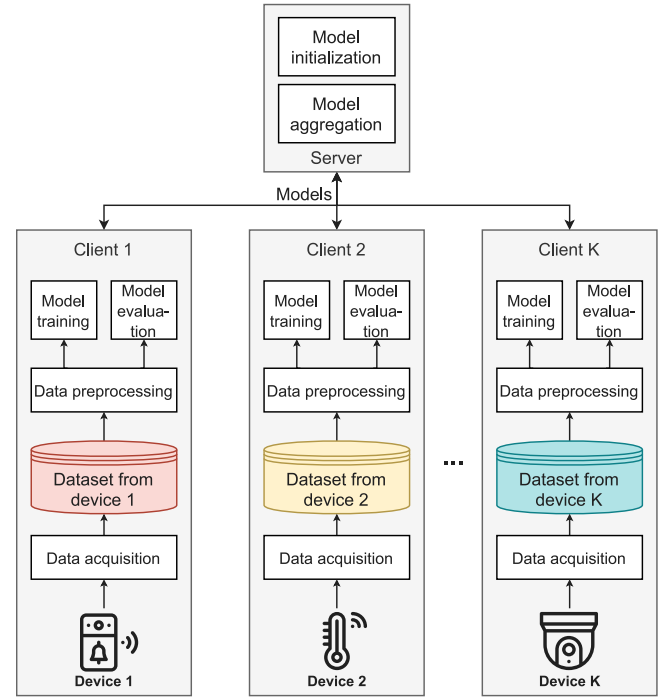 Model
initialization
Model
aggregation
Server
Models
Client 1
Model
training
Model
evalua-
tion
Data preprocessing
Dataset from
device 1
Data acquisition
Device 1
Client 2
Model
training
Model
evalua-
tion
Data preprocessing
Dataset from
device 2
Data acquisition
Device 2
...
Client K
Model
training
Model
evalua-
tion
Data preprocessing
Dataset from
device K
Data acquisition
Device K